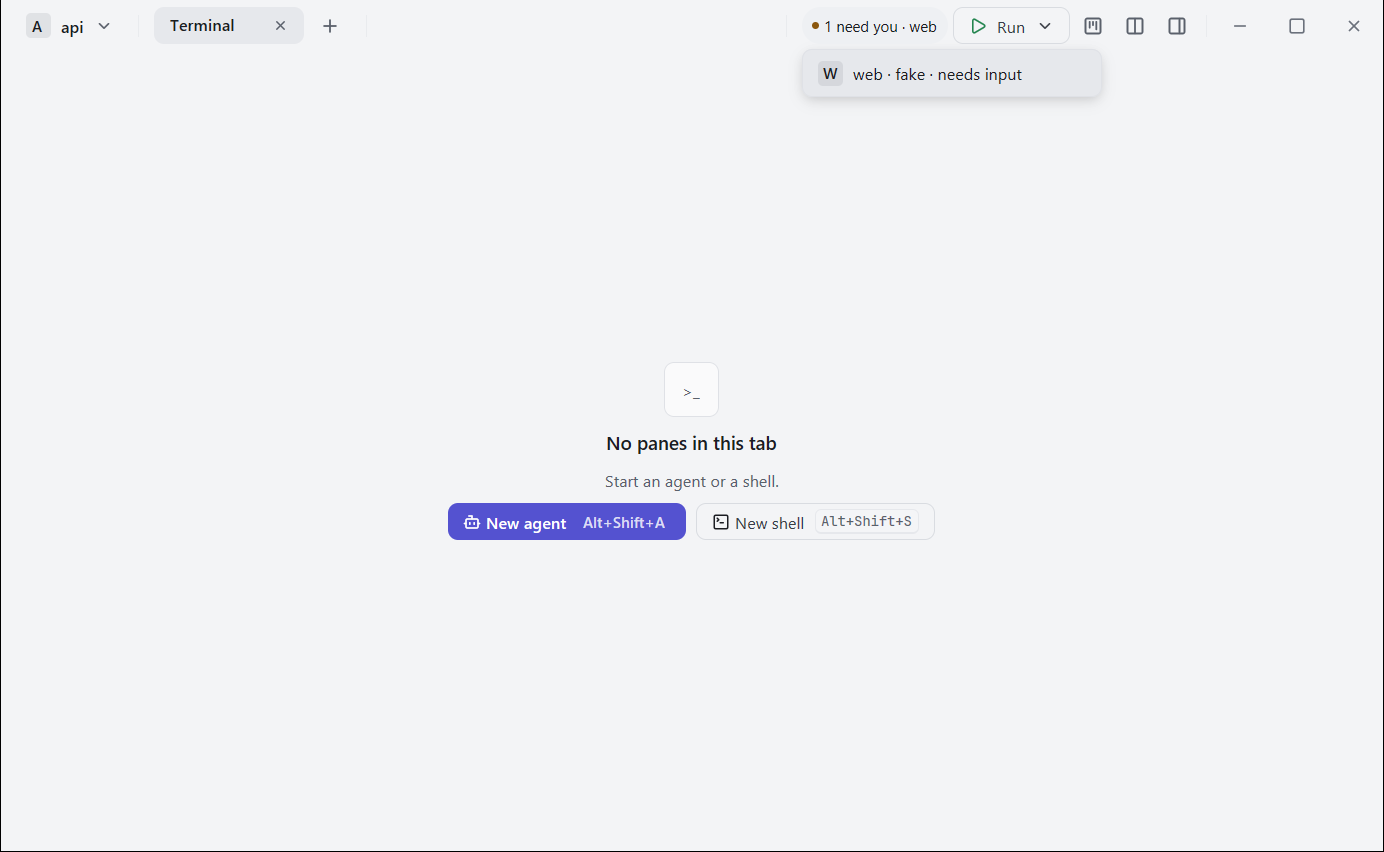 A api Terminal 1 need you · web Run
W web · fake · needs input
>_
No panes in this tab
Start an agent or a shell.
New agent Alt+Shift+A New shell Alt+Shift+S